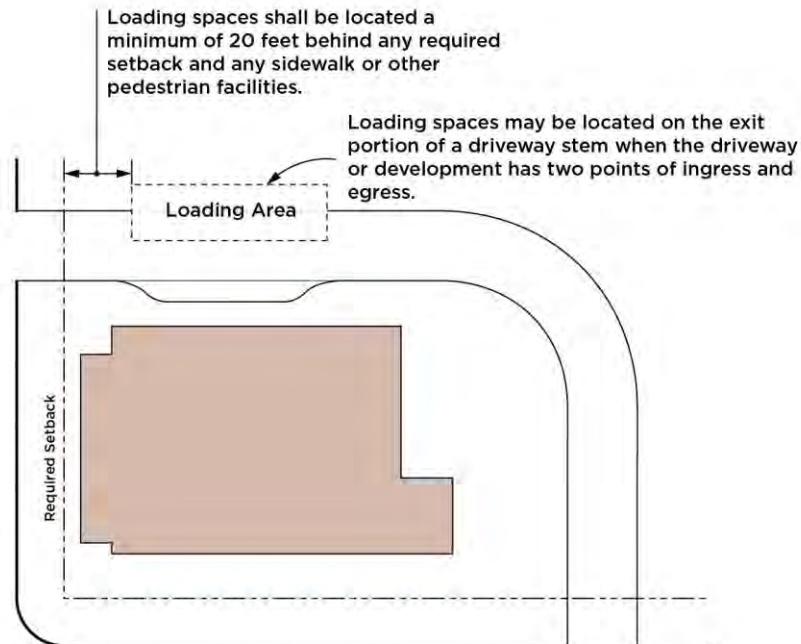 Loading spaces shall be located a
minimum of 20 feet behind any required
setback and any sidewalk or other
pedestrian facilities.
Loading spaces may be located on the exit
portion of a driveway stem when the driveway
or development has two points of ingress and
egress.
Loading Area
Required Setback